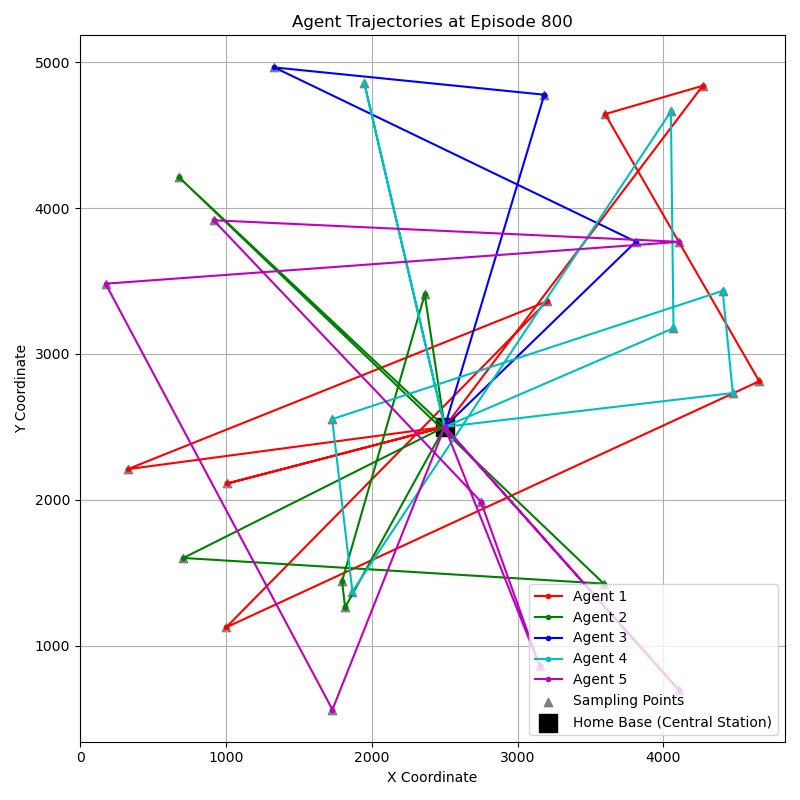 Agent Trajectories at Episode 800
Y Coordinate
5000
4000
3000
2000
1000
0
1000
2000
3000
4000
X Coordinate
Agent 1
Agent 2
Agent 3
Agent 4
Agent 5
Sampling Points
Home Base (Central Station)